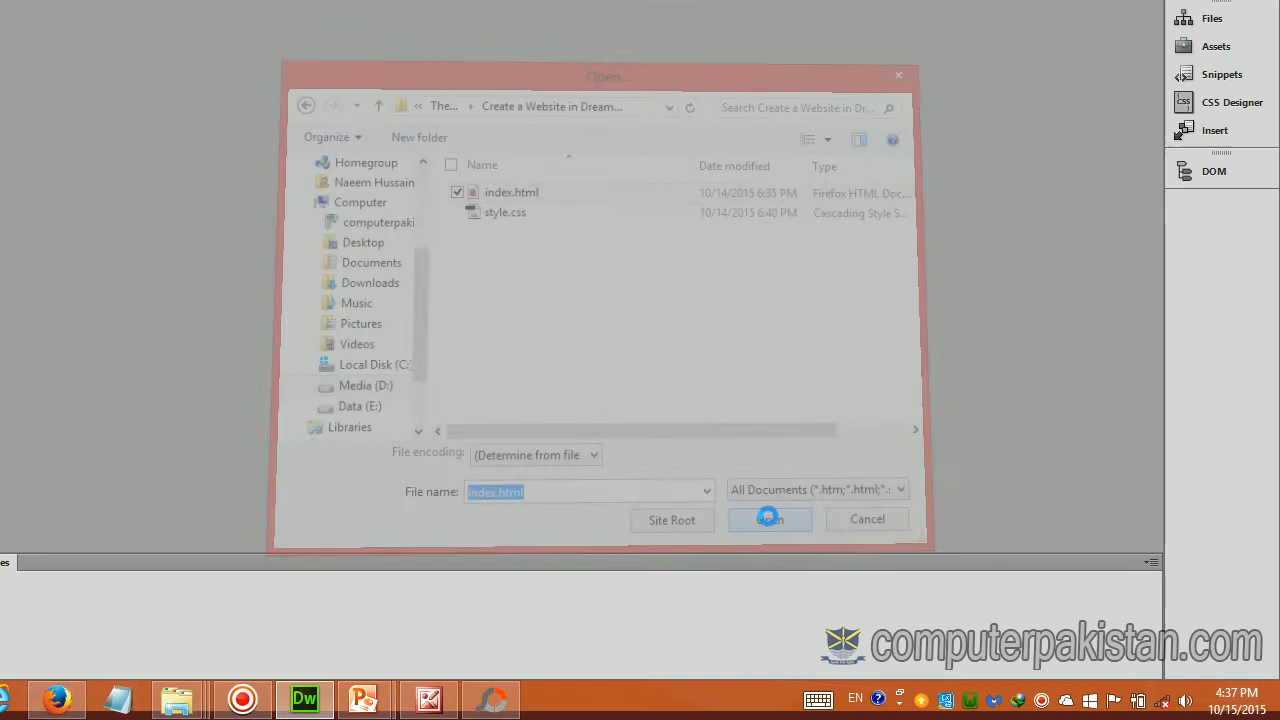 Files
Assets
Snippets
CSS Designer
Insert
DOM
Open
« The... Create a Website in Dream...
Search Create a Website in Dr...
Organize New folder
Name Date modified Type
index.html 10/14/2015 6:35 PM Firefox HTML Doc...
style.css 10/14/2015 6:40 PM Cascading Style S...
Homegroup
Naeem Hussain
Computer
computerpaki
Desktop
Documents
Downloads
Music
Pictures
Videos
Local Disk (C:)
Media (D:)
Data (E:)
Libraries
File encoding: (Determine from file
File name: index.html All Documents (*.htm;*.html;*.
Site Root Open Cancel
es
computerpakistan.com
Dw
EN
4:37 PM
10/15/2015